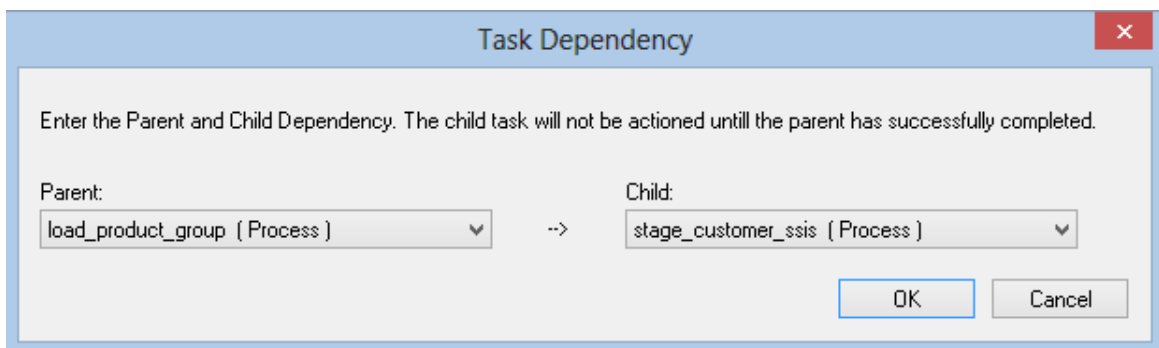 Task Dependency
Enter the Parent and Child Dependency. The child task will not be actioned untill the parent has successfully completed.
Parent:
Child:
load_product_group ( Process )
-->
stage_customer_ssis ( Process )
OK
Cancel